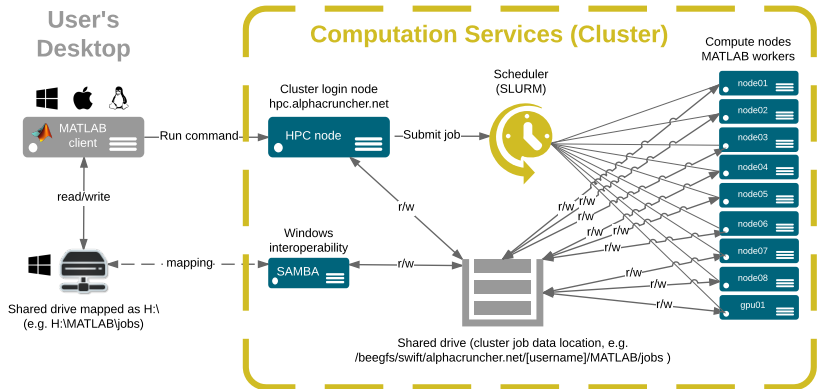 User's
Desktop
Computation Services (Cluster)
Compute nodes
MATLAB workers
Scheduler
(SLURM)
Cluster login node
hpc.alphacruncher.net
MATLAB
client
Run command
HPC node
Submit job
node01
node02
node03
node04
node05
node06
node07
node08
gpu01
read/write
r/w
r/w
r/w
r/w
r/w
r/w
r/w
r/w
r/w
Windows
interoperability
mapping
SAMBA
r/w
Shared drive mapped as H:\
(e.g. H:\MATLAB\jobs)
Shared drive (cluster job data location, e.g.
/beegfs/swift/alphacruncher.net/[username]/MATLAB/jobs )